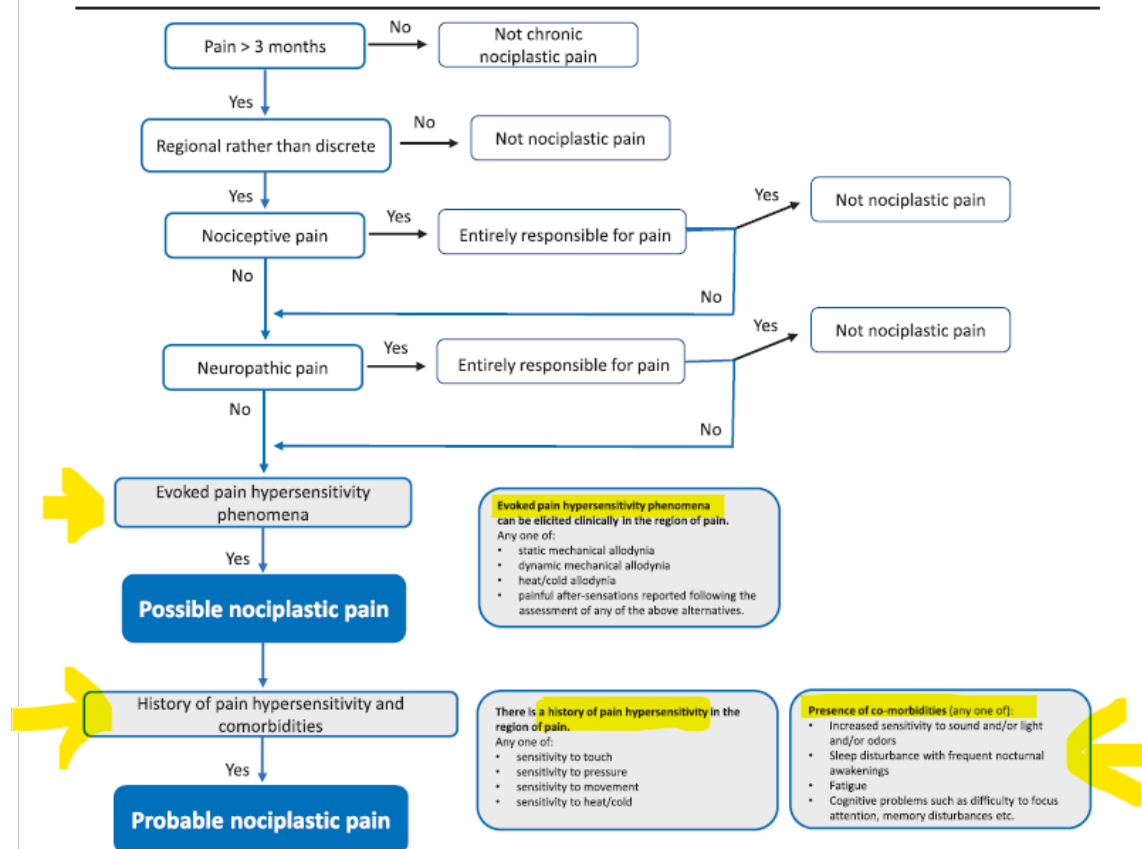 Pain > 3 months
No
Not chronic
nociplastic pain
Yes
Regional rather than discrete
No
Not nociplastic pain
Yes
Nociceptive pain
Yes
Entirely responsible for pain
Yes
Not nociplastic pain
No
No
Neuropathic pain
Yes
Entirely responsible for pain
Yes
Not nociplastic pain
No
No
Evoked pain hypersensitivity
phenomena
Evoked pain hypersensitivity phenomena
can be elicited clinically in the region of pain.
Any one of:
• static mechanical allodynia
• dynamic mechanical allodynia
• heat/cold allodynia
• painful after-sensations reported following the
assessment of any of the above alternatives.
Yes
Possible nociplastic pain
History of pain hypersensitivity and
comorbidities
There is a history of pain hypersensitivity in the
region of pain.
Any one of:
• sensitivity to touch
• sensitivity to pressure
• sensitivity to movement
• sensitivity to heat/cold
Presence of co-morbidities (any one of):
• Increased sensitivity to sound and/or light
and/or odors
• Sleep disturbance with frequent nocturnal
awakenings
• Fatigue
• Cognitive problems such as difficulty to focus
attention, memory disturbances etc.
Yes
Probable nociplastic pain